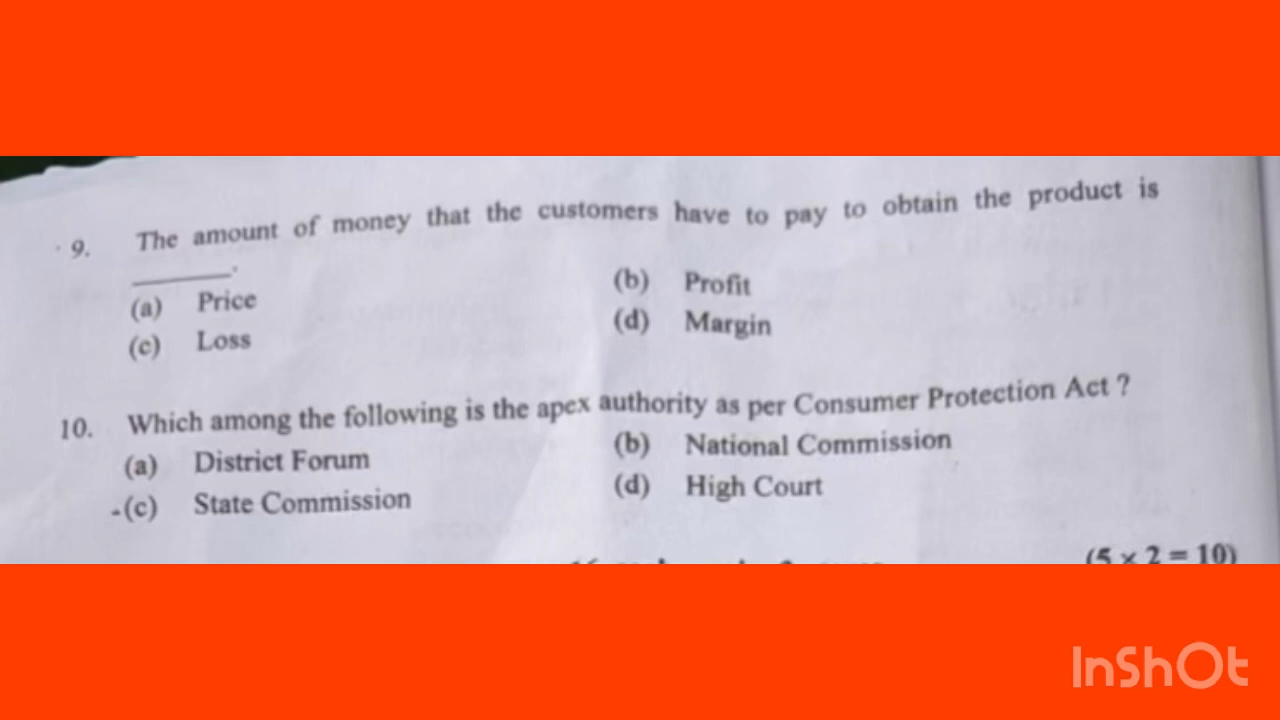 9. The amount of money that the customers have to pay to obtain the product is
________.
(a) Price (b) Profit
(c) Loss (d) Margin
10. Which among the following is the apex authority as per Consumer Protection Act ?
(a) District Forum (b) National Commission
-(c) State Commission (d) High Court
(5 × 2 = 10)
InShOt